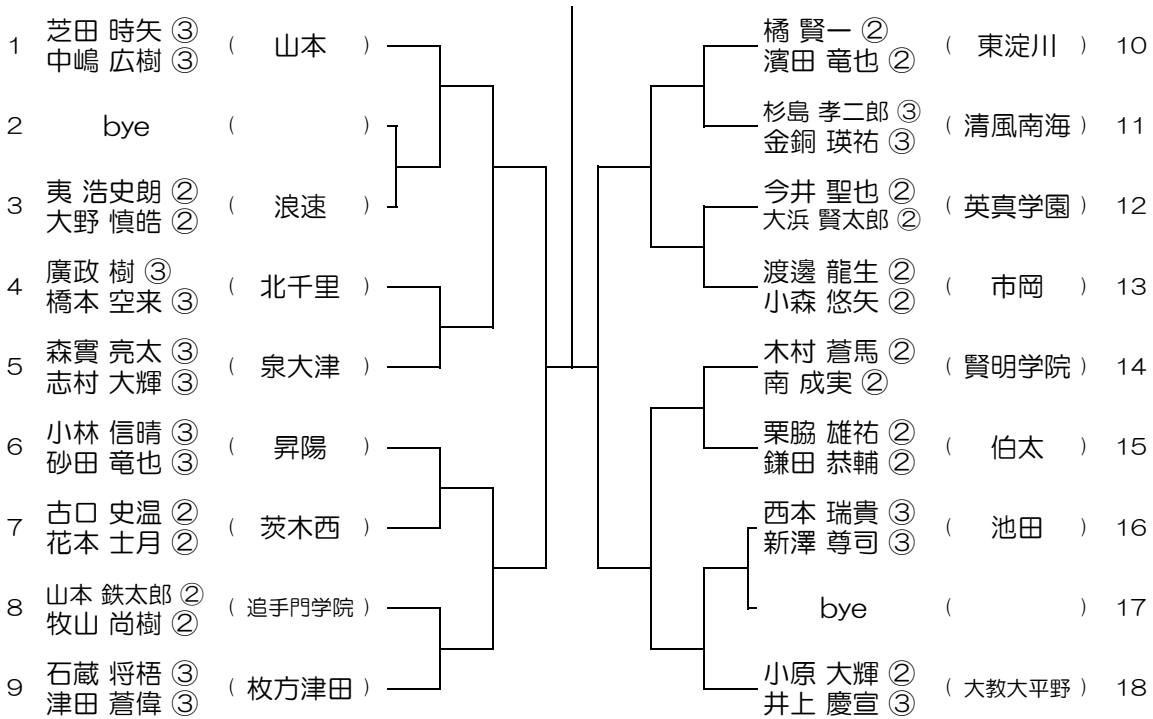 1 芝田 時矢 ③ ( 山本 )
中嶋 広樹 ③
2 bye ( )
3 夷 浩史朗 ② ( 浪速 )
大野 慎皓 ②
4 廣政 樹 ③ ( 北千里 )
橋本 空来 ③
5 森實 亮太 ③ ( 泉大津 )
志村 大輝 ③
6 小林 信晴 ③ ( 昇陽 )
砂田 竜也 ③
7 古口 史温 ② ( 茨木西 )
花本 士月 ②
8 山本 鉄太郎 ② ( 追手門学院 )
牧山 尚樹 ②
9 石蔵 将梧 ③ ( 枚方津田 )
津田 蒼偉 ③
橘 賢一 ② ( 東淀川 ) 10
濱田 竜也 ②
杉島 孝二郎 ③ ( 清風南海 ) 11
金銅 瑛祐 ③
今井 聖也 ② ( 英真学園 ) 12
大浜 賢太郎 ②
渡邊 龍生 ② ( 市岡 ) 13
小森 悠矢 ②
木村 蒼馬 ② ( 賢明学院 ) 14
南 成実 ②
栗脇 雄祐 ② ( 伯太 ) 15
鎌田 恭輔 ②
西本 瑞貴 ③ ( 池田 ) 16
新澤 尊司 ③
bye ( ) 17
小原 大輝 ② ( 大教大平野 ) 18
井上 慶宣 ③